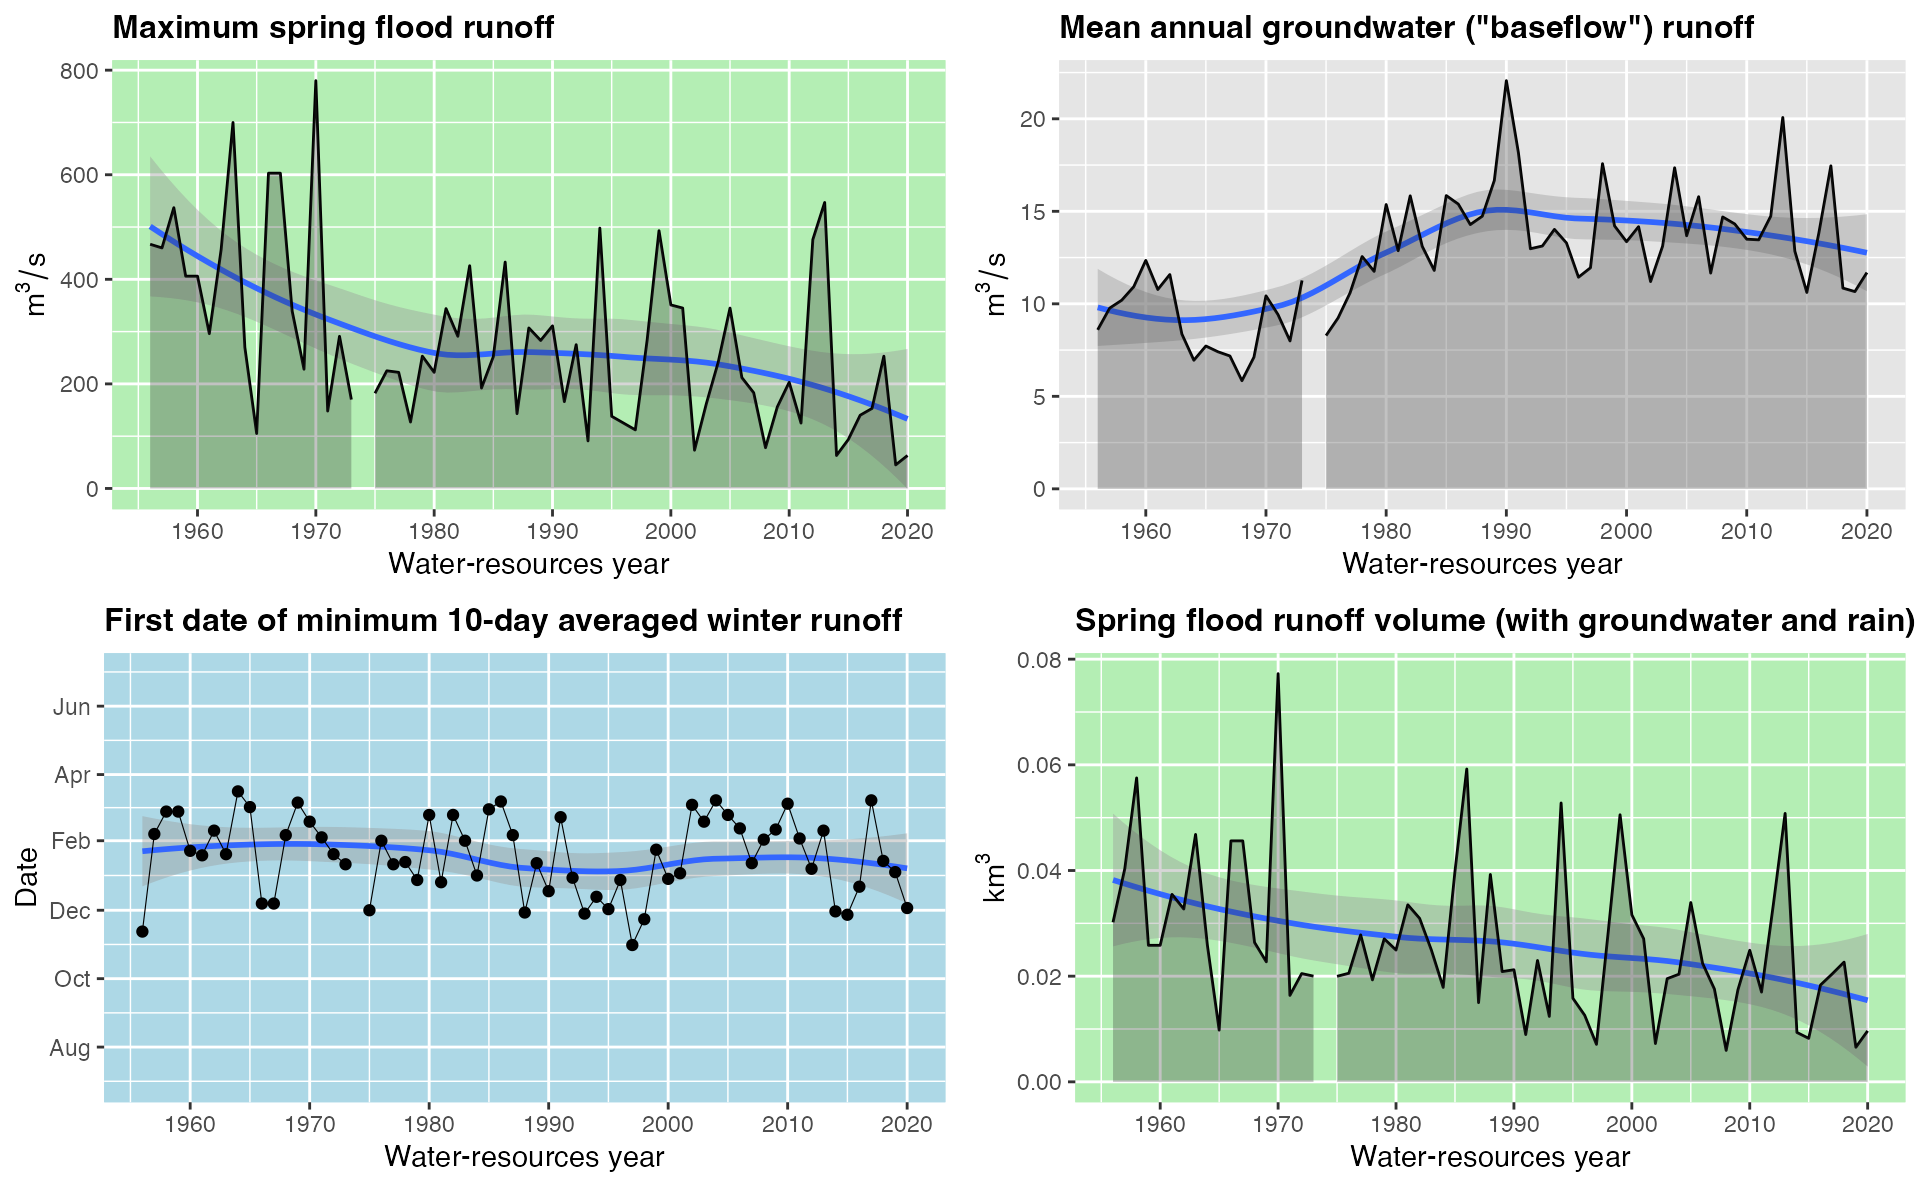 Maximum spring flood runoff
800
600
400
200
0
m³/s
1960 1970 1980 1990 2000 2010 2020
Water-resources year
Mean annual groundwater ("baseflow") runoff
20
15
10
5
0
m³/s
1960 1970 1980 1990 2000 2010 2020
Water-resources year
First date of minimum 10-day averaged winter runoff
Jun
Apr
Feb
Dec
Oct
Aug
Date
1960 1970 1980 1990 2000 2010 2020
Water-resources year
Spring flood runoff volume (with groundwater and rain)
0.08
0.06
0.04
0.02
0.00
km³
1960 1970 1980 1990 2000 2010 2020
Water-resources year